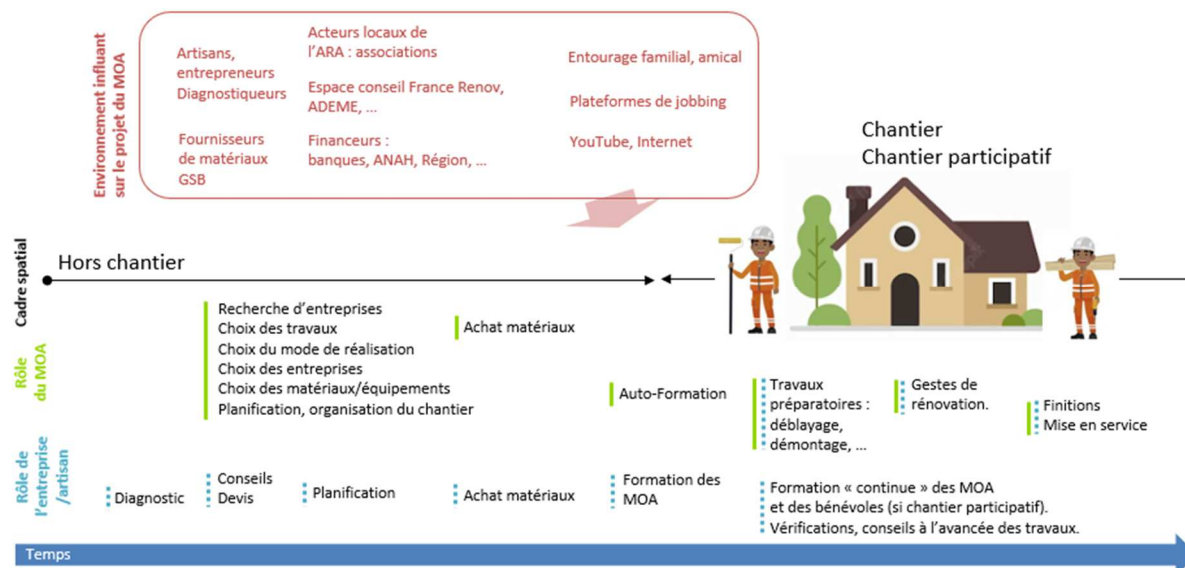 Environnement influant
sur le projet du MOA
Artisans,
entrepreneurs
Diagnostiqueurs
Fournisseurs
de matériaux
GSB
Acteurs locaux de
l'ARA : associations
Espace conseil France Renov,
ADEME, ...
Financeurs :
banques, ANAH, Région, ...
Entourage familial, amical
Plateformes de jobbing
YouTube, Internet
Chantier
Chantier participatif
Cadre spatial
Hors chantier
Rôle
du MOA
Recherche d'entreprises
Choix des travaux
Choix du mode de réalisation
Choix des entreprises
Choix des matériaux/équipements
Planification, organisation du chantier
Achat matériaux
Auto-Formation
Travaux
préparatoires :
déblayage,
démontage, ...
Gestes de
rénovation.
Finitions
Mise en service
Rôle de
l'entreprise
/artisan
Diagnostic
Conseils
Devis
Planification
Achat matériaux
Formation des
MOA
Formation « continue » des MOA
et des bénévoles (si chantier participatif).
Vérifications, conseils à l'avancée des travaux.
Temps